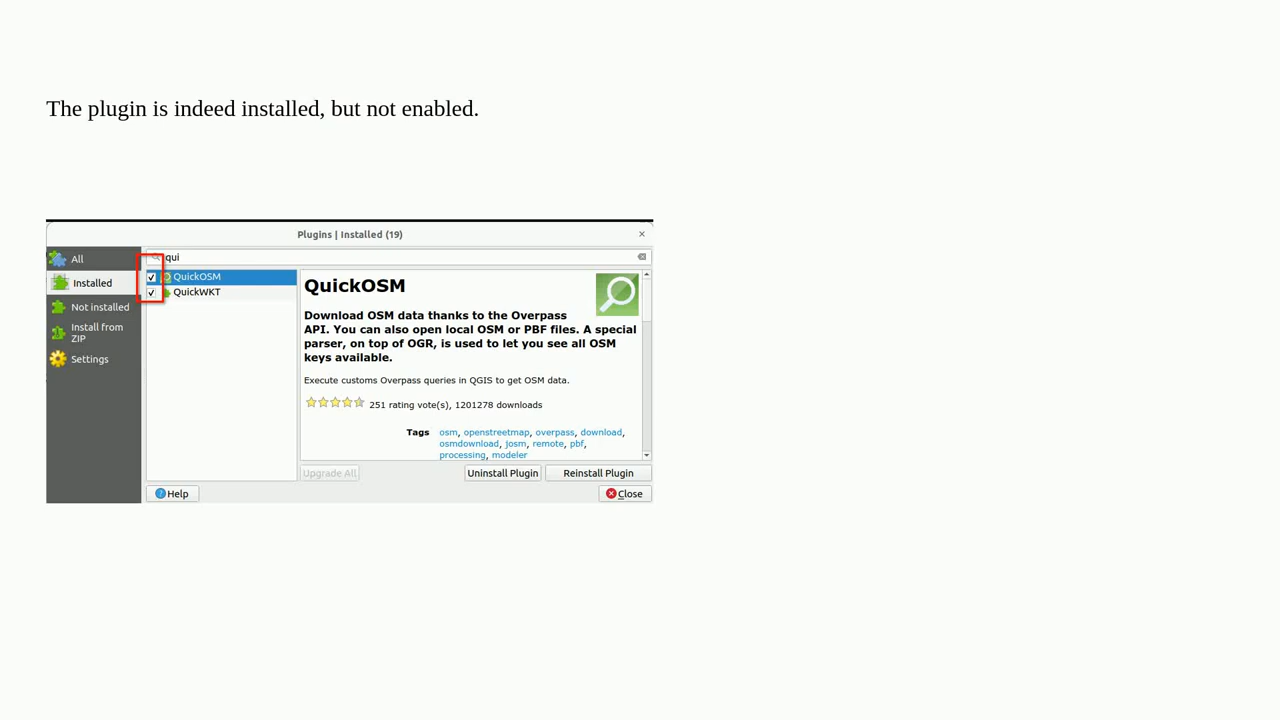 The plugin is indeed installed, but not enabled.
Plugins | Installed (19)
All
Installed
Not installed
Install from
ZIP
Settings
qui
QuickOSM
QuickWKT
QuickOSM
Download OSM data thanks to the Overpass
API. You can also open local OSM or PBF files. A special
parser, on top of OGR, is used to let you see all OSM
keys available.
Execute customs Overpass queries in QGIS to get OSM data.
251 rating vote(s), 1201278 downloads
Tags osm, openstreetmap, overpass, download,
osmdownload, josm, remote, pbf,
processing, modeler
Upgrade All Uninstall Plugin Reinstall Plugin
Help Close